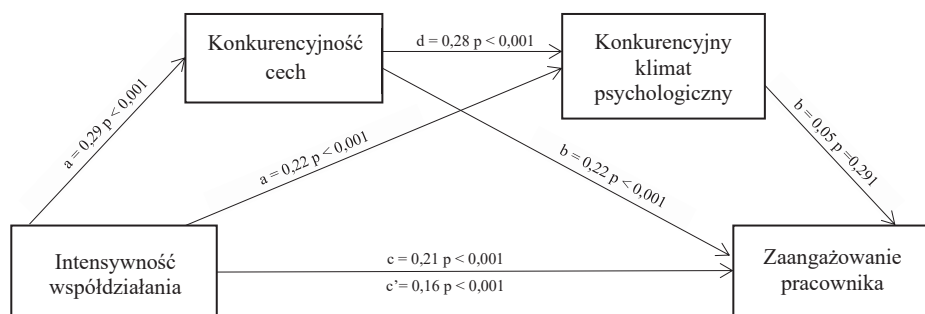 Konkurencyjność
cech
d = 0,28 p < 0,001
Konkurencyjny
klimat
psychologiczny
a = 0,29 p < 0,001
a = 0,22 p < 0,001
b = 0,22 p < 0,001
b = 0,05 p =0,291
Intensywność
współdziałania
c = 0,21 p < 0,001
c’= 0,16 p < 0,001
Zaangażowanie
pracownika